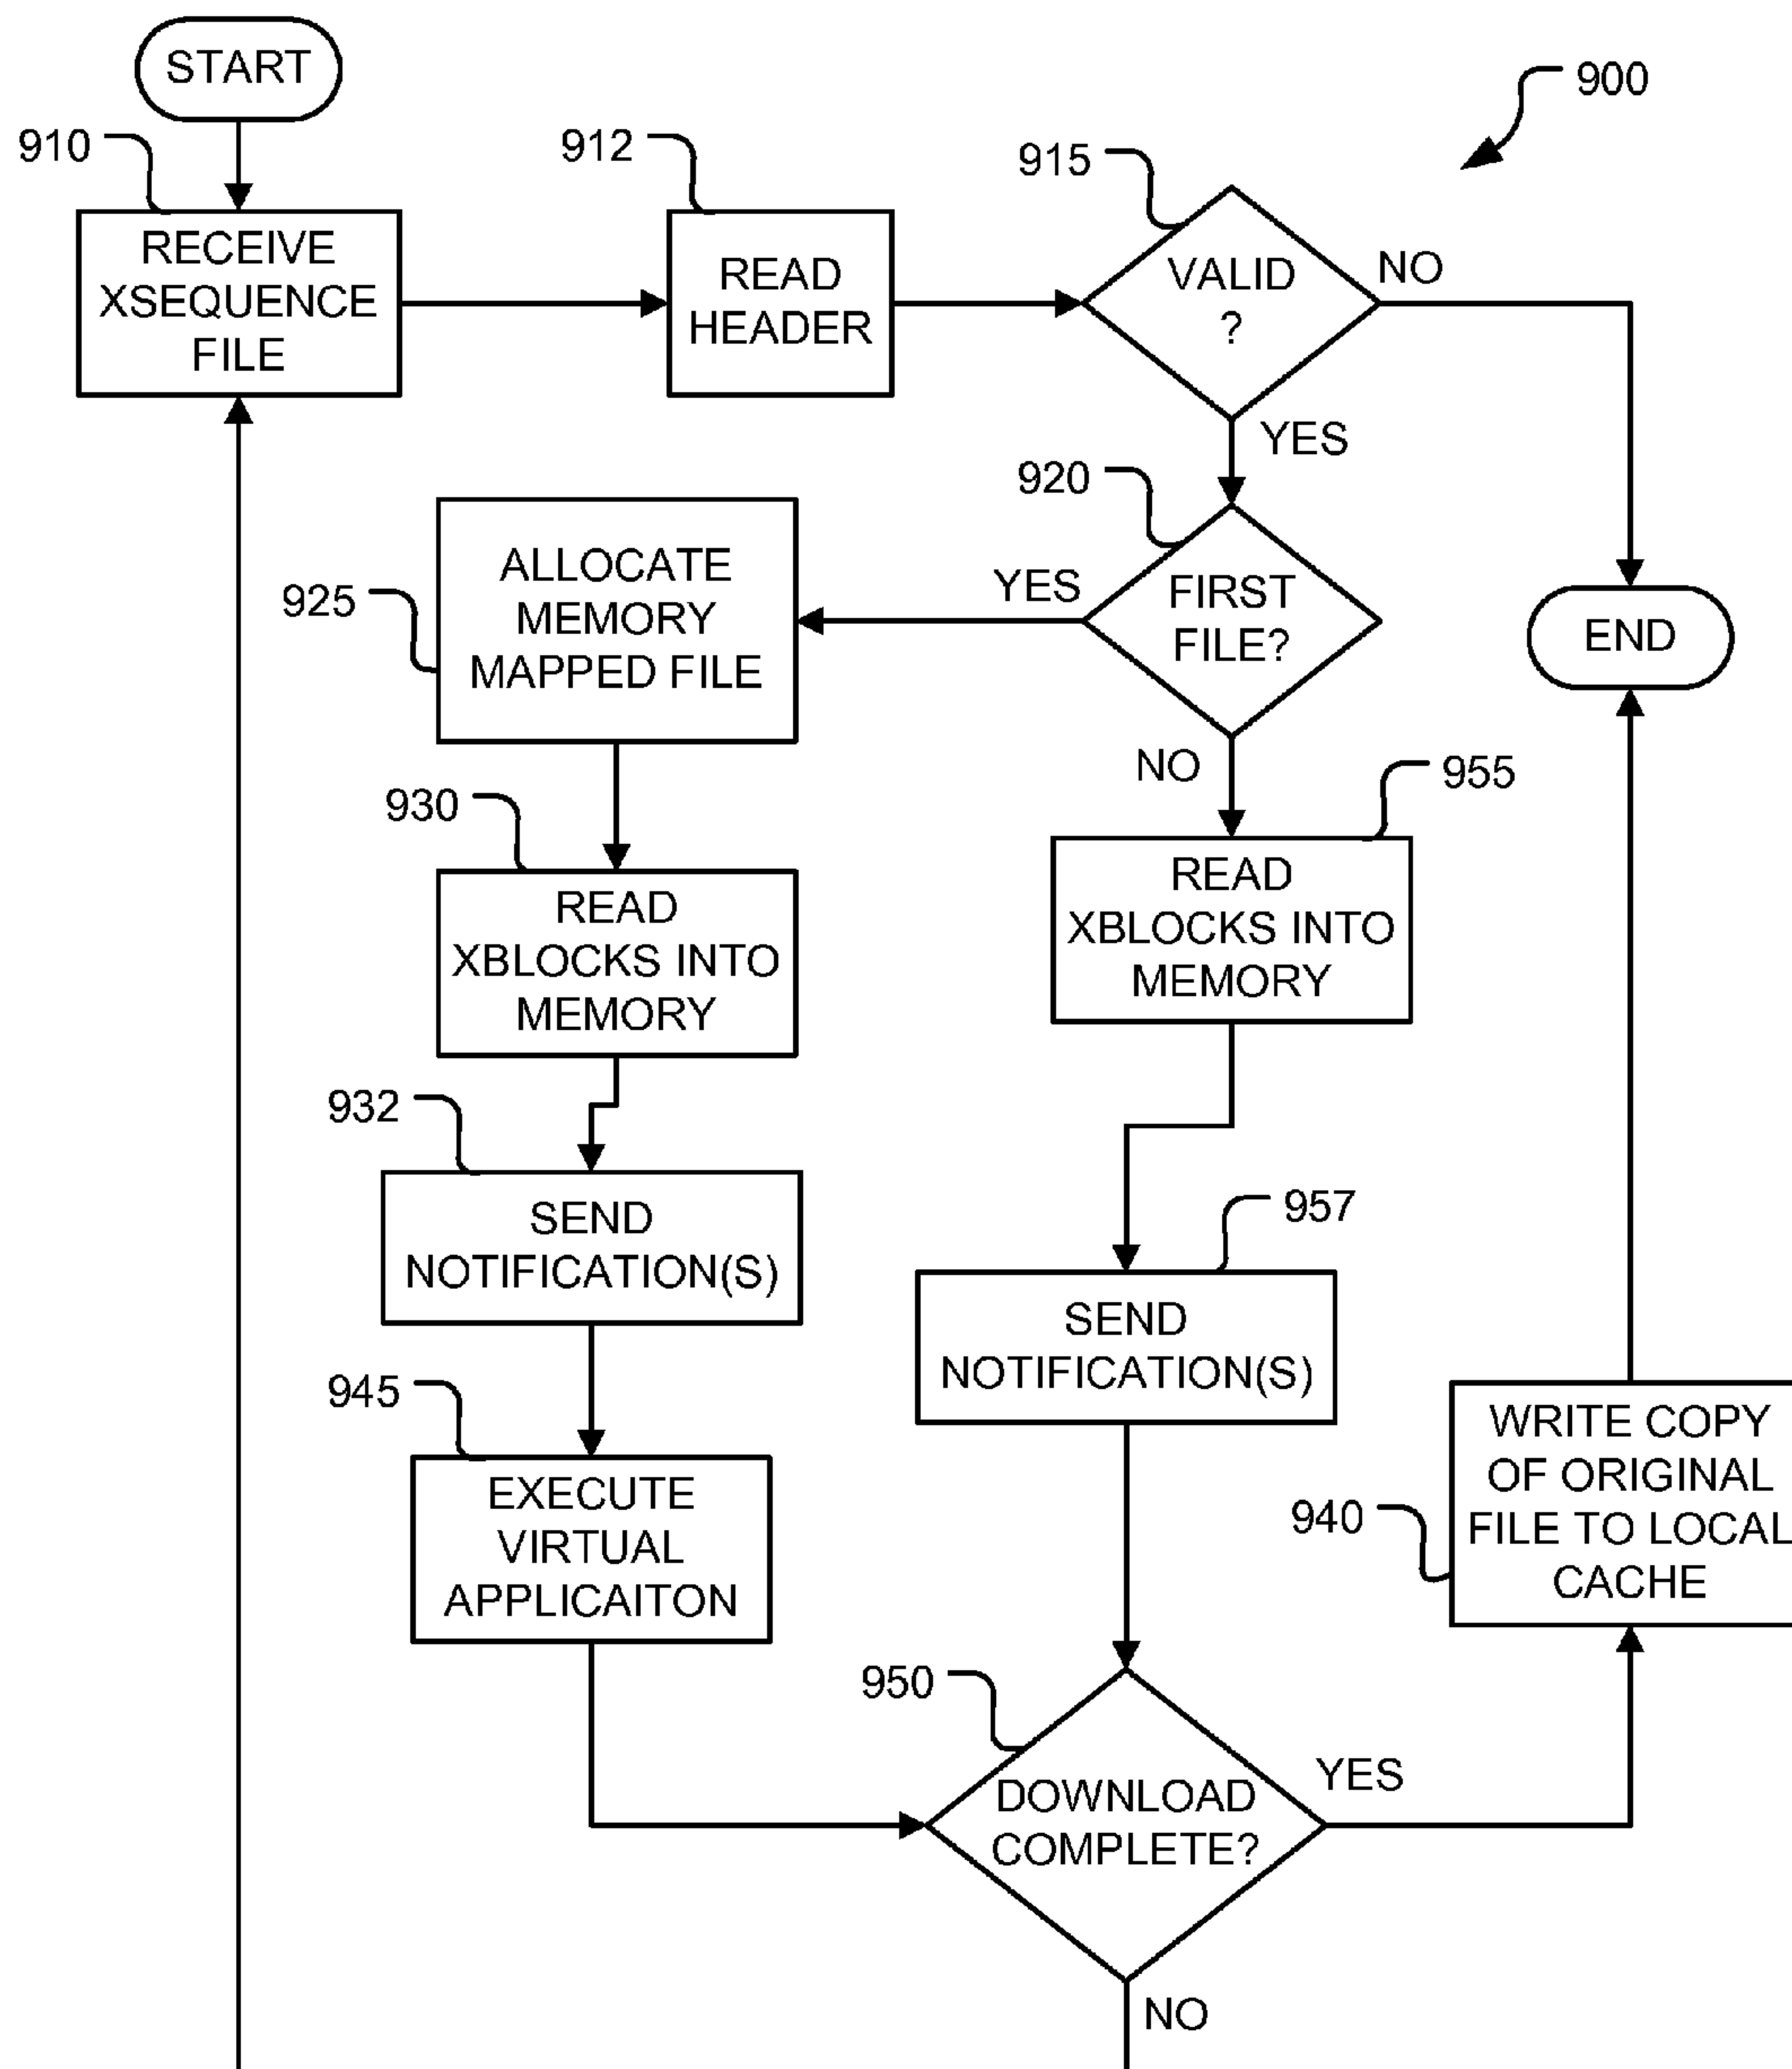 START
900
910
912
915
RECEIVE
XSEQUENCE
FILE
READ
HEADER
VALID
?
NO
YES
920
925
ALLOCATE
MEMORY
MAPPED FILE
YES
FIRST
FILE?
END
NO
955
930
READ
XBLOCKS INTO
MEMORY
READ
XBLOCKS INTO
MEMORY
932
SEND
NOTIFICATION(S)
957
SEND
NOTIFICATION(S)
945
EXECUTE
VIRTUAL
APPLICAITON
940
WRITE COPY
OF ORIGINAL
FILE TO LOCAL
CACHE
950
DOWNLOAD
COMPLETE?
YES
NO